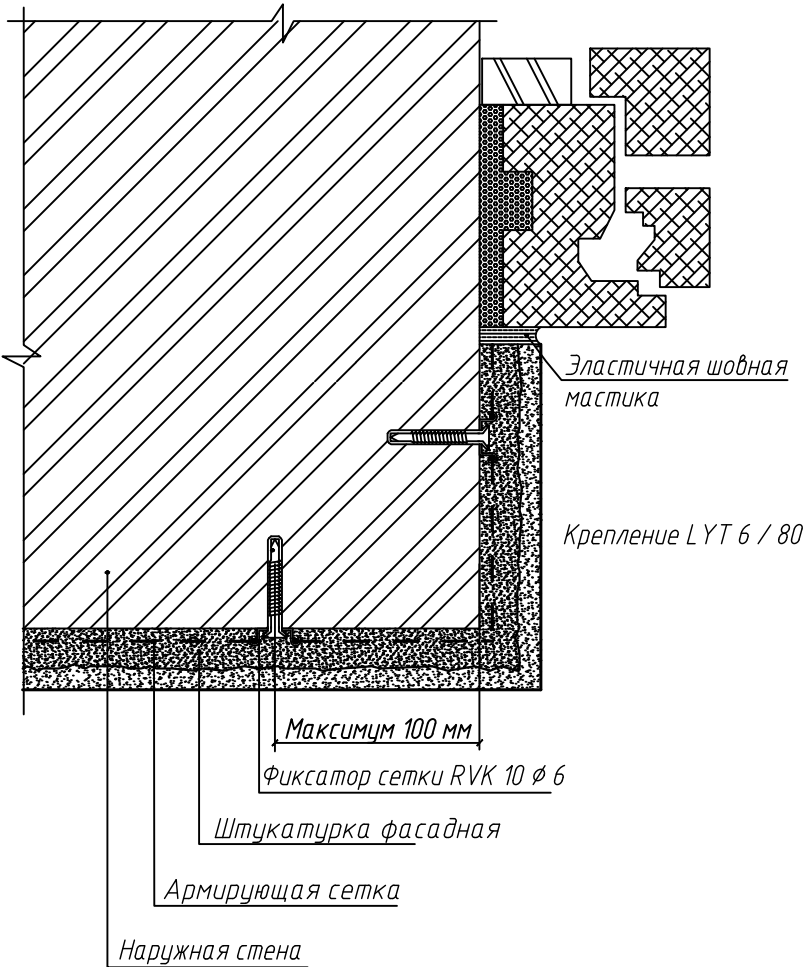 Эластичная шовная
мастика
Крепление LYT 6 / 80
Максимум 100 мм
Фиксатор сетки RVK 10 ϕ 6
Штукатурка фасадная
Армирующая сетка
Наружная стена